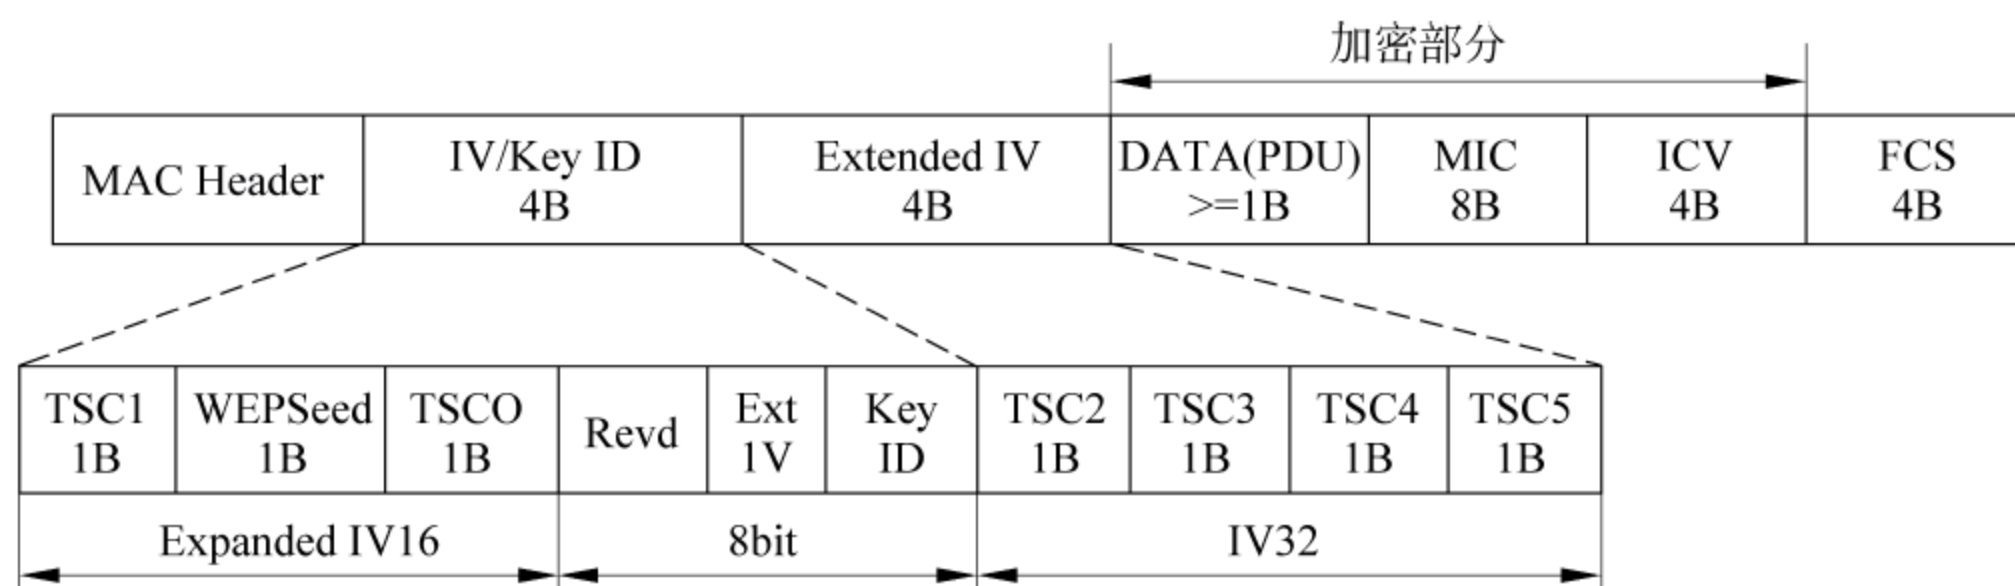 加密部分
MAC Header
IV/Key ID
4B
Extended IV
4B
DATA(PDU)
>=1B
MIC
8B
ICV
4B
FCS
4B
TSC1
1B
WEPSeed
1B
TSCO
1B
Revd
Ext
1V
Key
ID
TSC2
1B
TSC3
1B
TSC4
1B
TSC5
1B
Expanded IV16
8bit
IV32